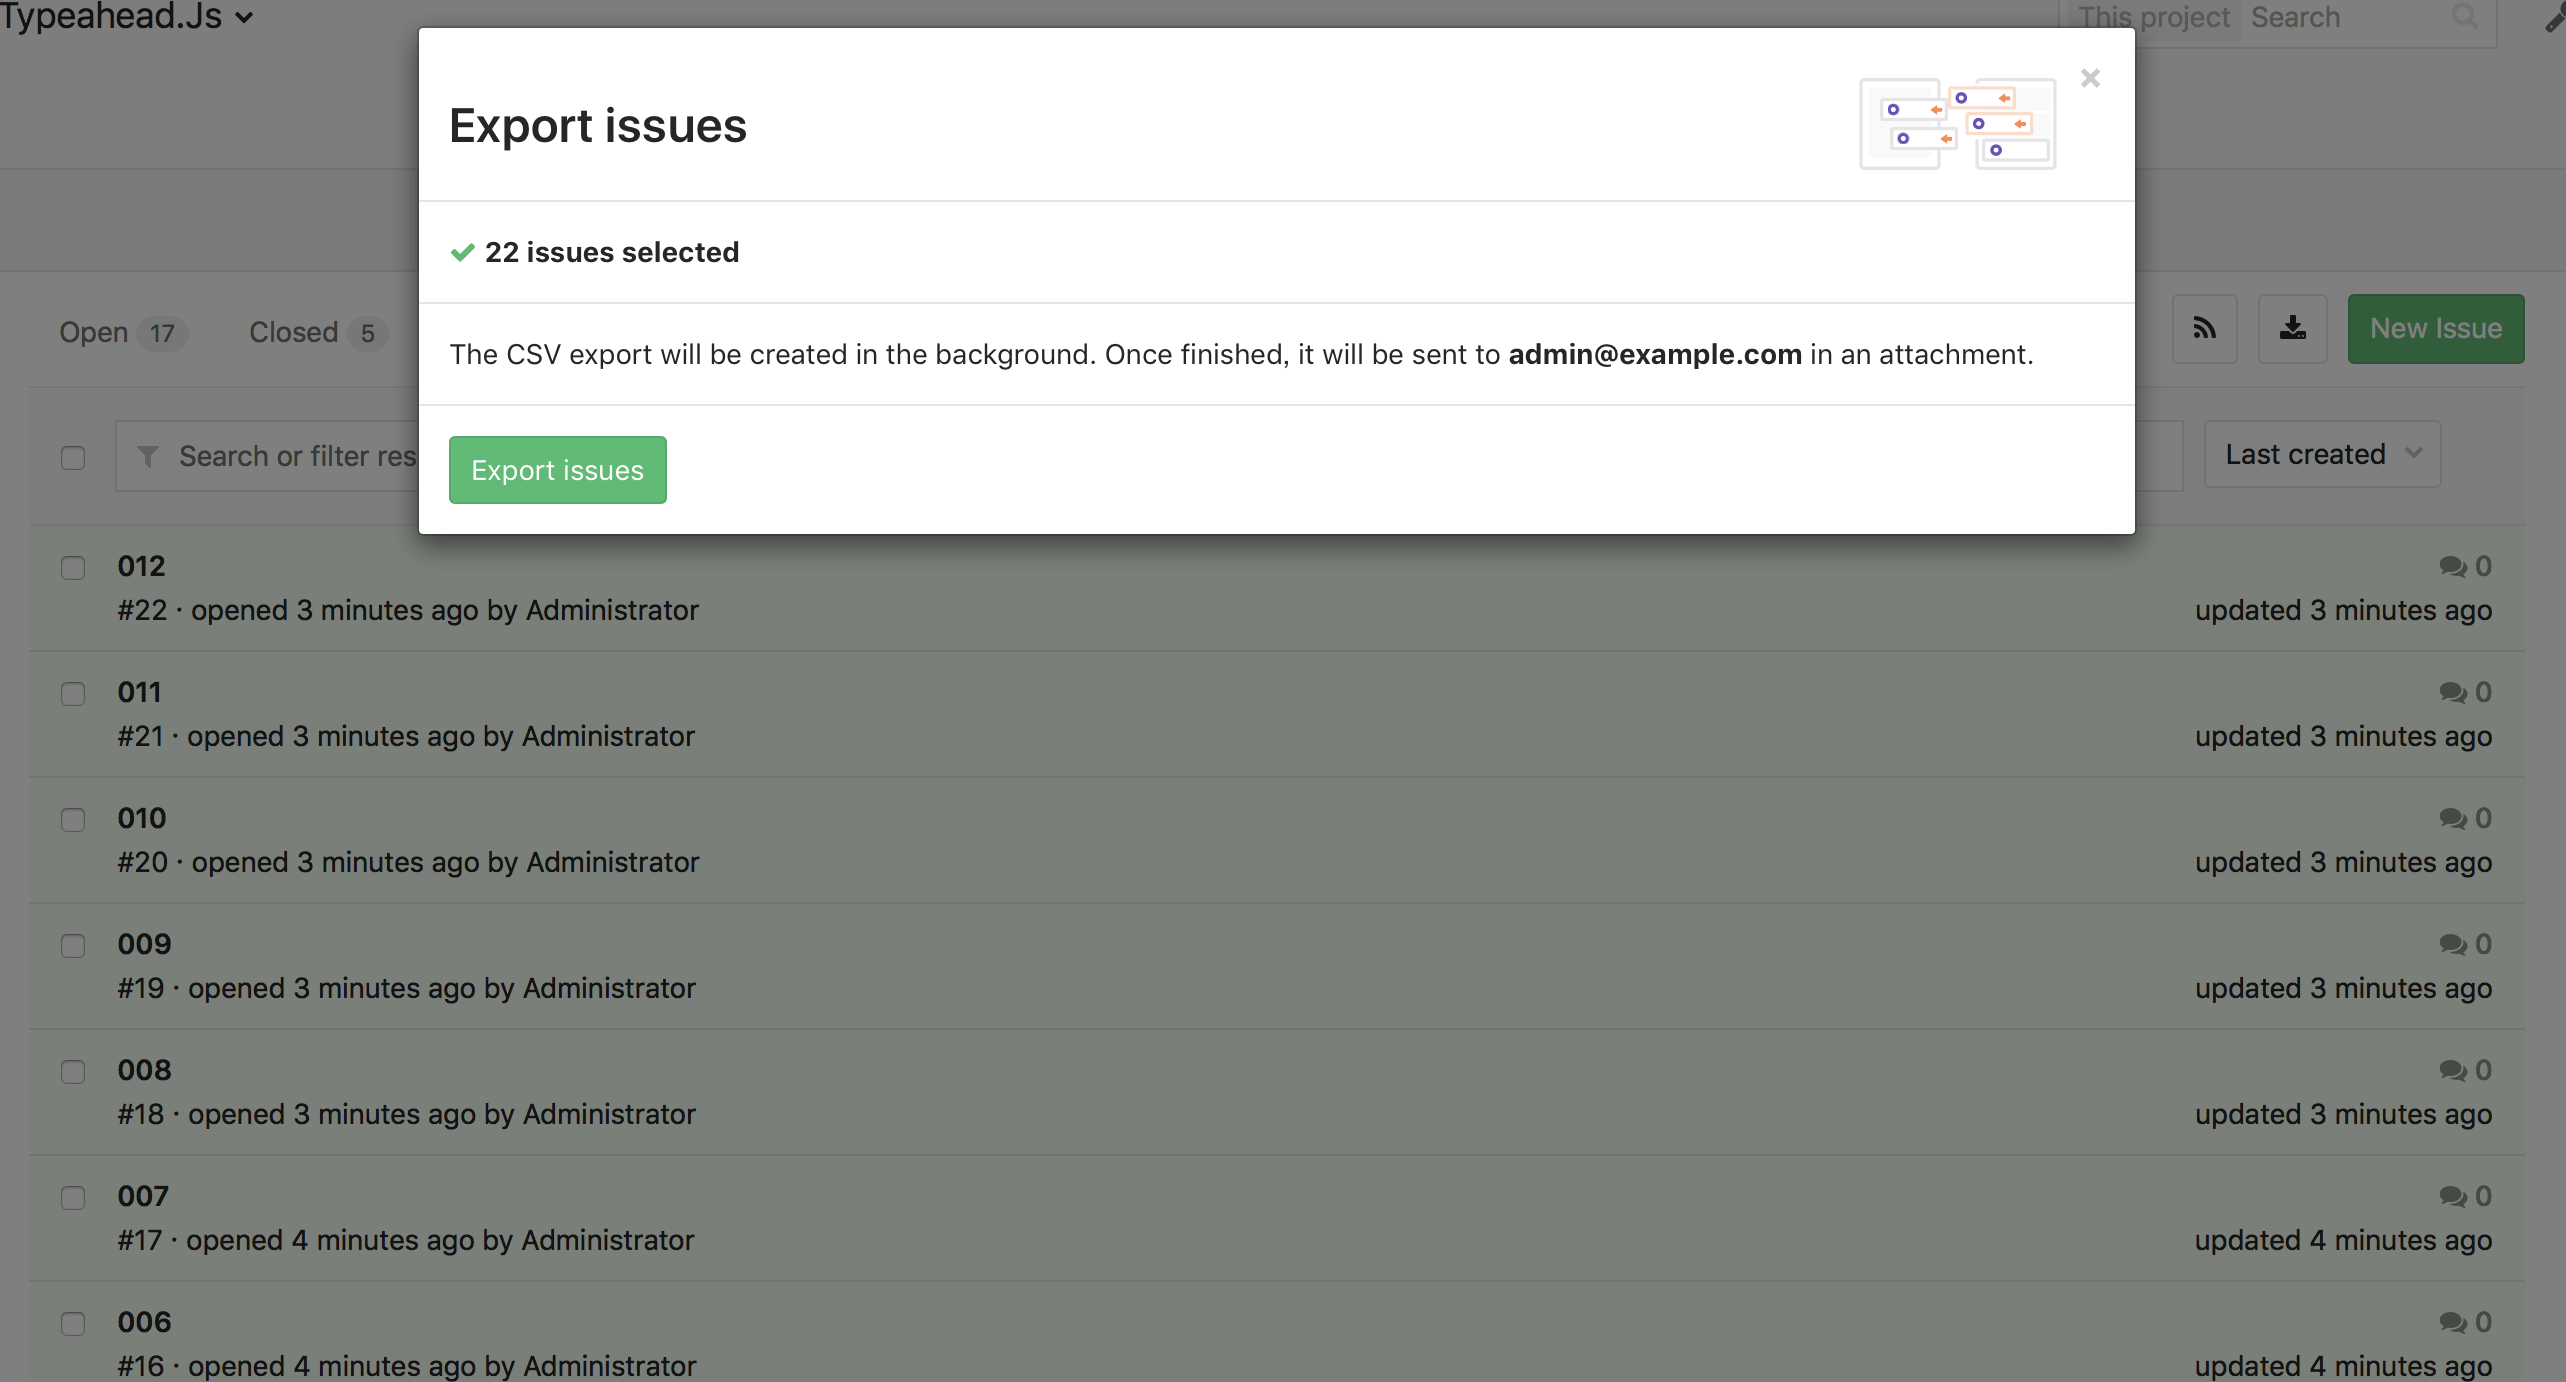 Typeahead.Js
This project Search
Export issues
22 issues selected
Open 17 Closed 5
New Issue
The CSV export will be created in the background. Once finished, it will be sent to admin@example.com in an attachment.
Search or filter res
Last created
Export issues
012
0
#22 · opened 3 minutes ago by Administrator
updated 3 minutes ago
011
0
#21 · opened 3 minutes ago by Administrator
updated 3 minutes ago
010
0
#20 · opened 3 minutes ago by Administrator
updated 3 minutes ago
009
0
#19 · opened 3 minutes ago by Administrator
updated 3 minutes ago
008
0
#18 · opened 3 minutes ago by Administrator
updated 3 minutes ago
007
0
#17 · opened 4 minutes ago by Administrator
updated 4 minutes ago
006
0
#16 · opened 4 minutes ago by Administrator
updated 4 minutes ago